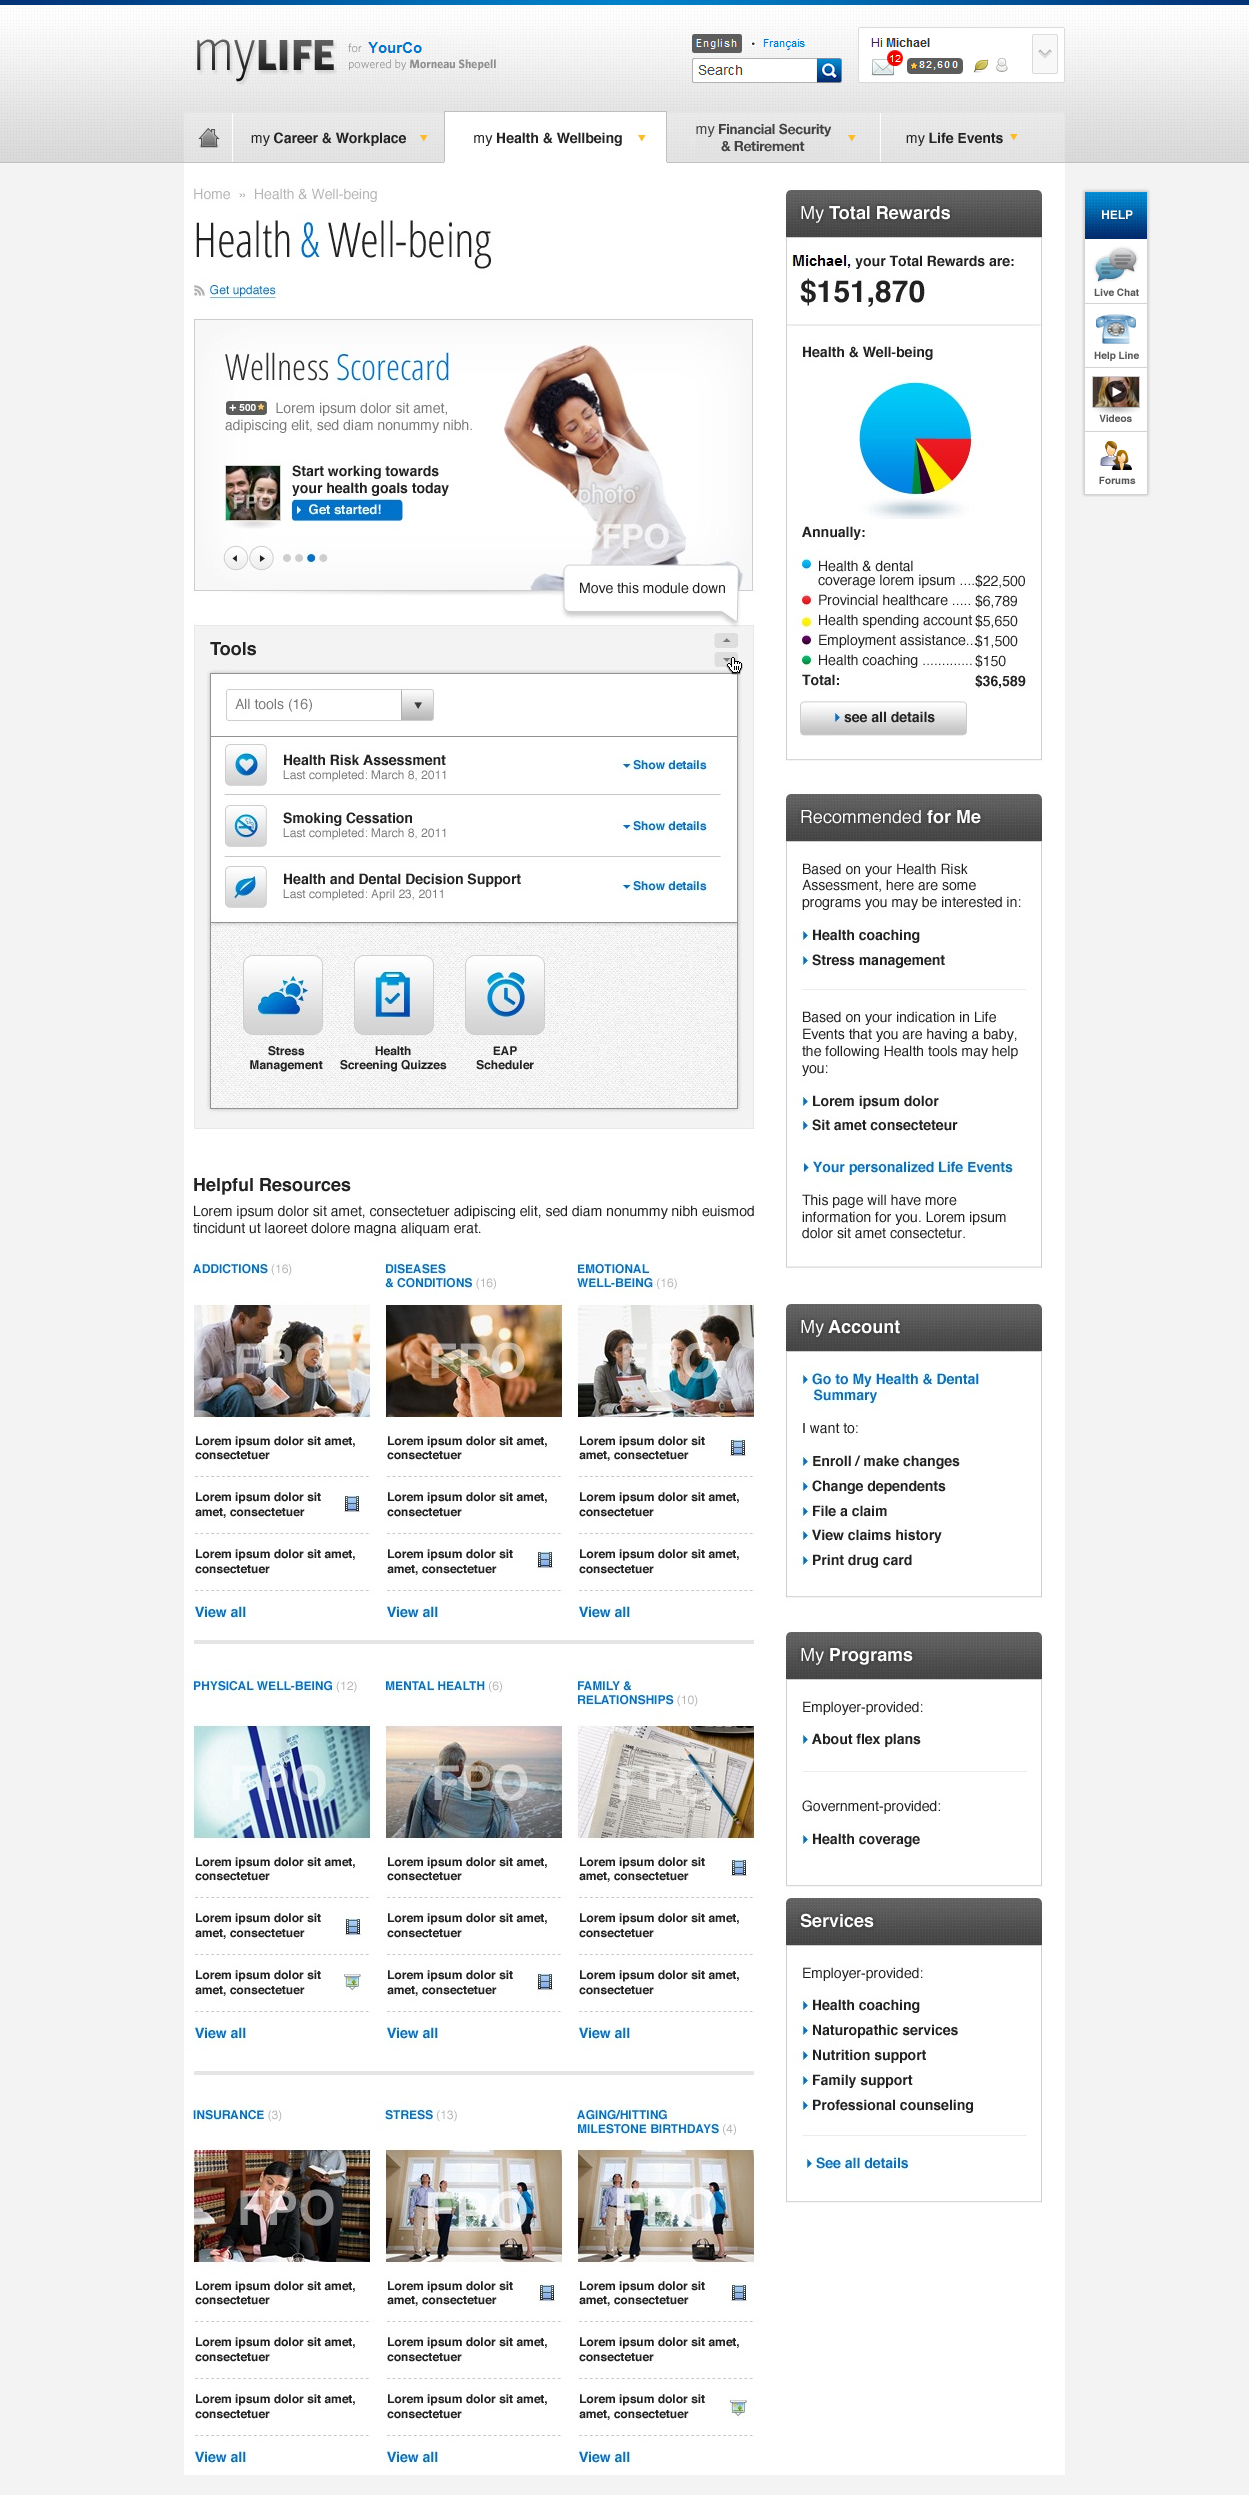 myLIFE for YourCo
powered by Morneau Shepell
English • Français
Search
Hi Michael
12
82,600
my Career & Workplace
my Health & Wellbeing
my Financial Security
& Retirement
my Life Events
Home » Health & Well-being
Health & Well-being
Get updates
Wellness Scorecard
+ 500 Lorem ipsum dolor sit amet,
adipiscing elit, sed diam nonummy nibh.
FPO
Start working towards
your health goals today
Get started!
kphoto
FPO
Move this module down
Tools
All tools (16)
Health Risk Assessment
Last completed: March 8, 2011
Show details
Smoking Cessation
Last completed: March 8, 2011
Show details
Health and Dental Decision Support
Last completed: April 23, 2011
Show details
Stress
Management
Health
Screening Quizzes
EAP
Scheduler
Helpful Resources
Lorem ipsum dolor sit amet, consectetuer adipiscing elit, sed diam nonummy nibh euismod
tincidunt ut laoreet dolore magna aliquam erat.
ADDICTIONS (16)
FPO
Lorem ipsum dolor sit amet,
consectetuer
Lorem ipsum dolor sit
amet, consectetuer
Lorem ipsum dolor sit amet,
consectetuer
View all
DISEASES
& CONDITIONS (16)
FPO
Lorem ipsum dolor sit amet,
consectetuer
Lorem ipsum dolor sit amet,
consectetuer
Lorem ipsum dolor sit
amet, consectetuer
View all
EMOTIONAL
WELL-BEING (16)
FPO
Lorem ipsum dolor sit
amet, consectetuer
Lorem ipsum dolor sit amet,
consectetuer
Lorem ipsum dolor sit amet,
consectetuer
View all
PHYSICAL WELL-BEING (12)
FPO
Lorem ipsum dolor sit amet,
consectetuer
Lorem ipsum dolor sit
amet, consectetuer
Lorem ipsum dolor sit
amet, consectetuer
View all
MENTAL HEALTH (6)
FPO
Lorem ipsum dolor sit amet,
consectetuer
Lorem ipsum dolor sit amet,
consectetuer
Lorem ipsum dolor sit
amet, consectetuer
View all
FAMILY &
RELATIONSHIPS (10)
FPO
Lorem ipsum dolor sit
amet, consectetuer
Lorem ipsum dolor sit amet,
consectetuer
Lorem ipsum dolor sit amet,
consectetuer
View all
INSURANCE (3)
FPO
Lorem ipsum dolor sit amet,
consectetuer
Lorem ipsum dolor sit amet,
consectetuer
Lorem ipsum dolor sit amet,
consectetuer
View all
STRESS (13)
FPO
Lorem ipsum dolor sit
amet, consectetuer
Lorem ipsum dolor sit amet,
consectetuer
Lorem ipsum dolor sit amet,
consectetuer
View all
AGING/HITTING
MILESTONE BIRTHDAYS (4)
FPO
Lorem ipsum dolor sit
amet, consectetuer
Lorem ipsum dolor sit amet,
consectetuer
Lorem ipsum dolor sit
amet, consectetuer
View all
My Total Rewards
Michael, your Total Rewards are:
$151,870
Health & Well-being
Annually:
Health & dental
coverage lorem ipsum ....$22,500
Provincial healthcare ..... $6,789
Health spending account $5,650
Employment assistance..$1,500
Health coaching .............$150
Total: $36,589
see all details
Recommended for Me
Based on your Health Risk
Assessment, here are some
programs you may be interested in:
Health coaching
Stress management
Based on your indication in Life
Events that you are having a baby,
the following Health tools may help
you:
Lorem ipsum dolor
Sit amet consecteteur
Your personalized Life Events
This page will have more
information for you. Lorem ipsum
dolor sit amet consectetur.
My Account
Go to My Health & Dental
Summary
I want to:
Enroll / make changes
Change dependents
File a claim
View claims history
Print drug card
My Programs
Employer-provided:
About flex plans
Government-provided:
Health coverage
Services
Employer-provided:
Health coaching
Naturopathic services
Nutrition support
Family support
Professional counseling
See all details
HELP
Live Chat
Help Line
Videos
Forums